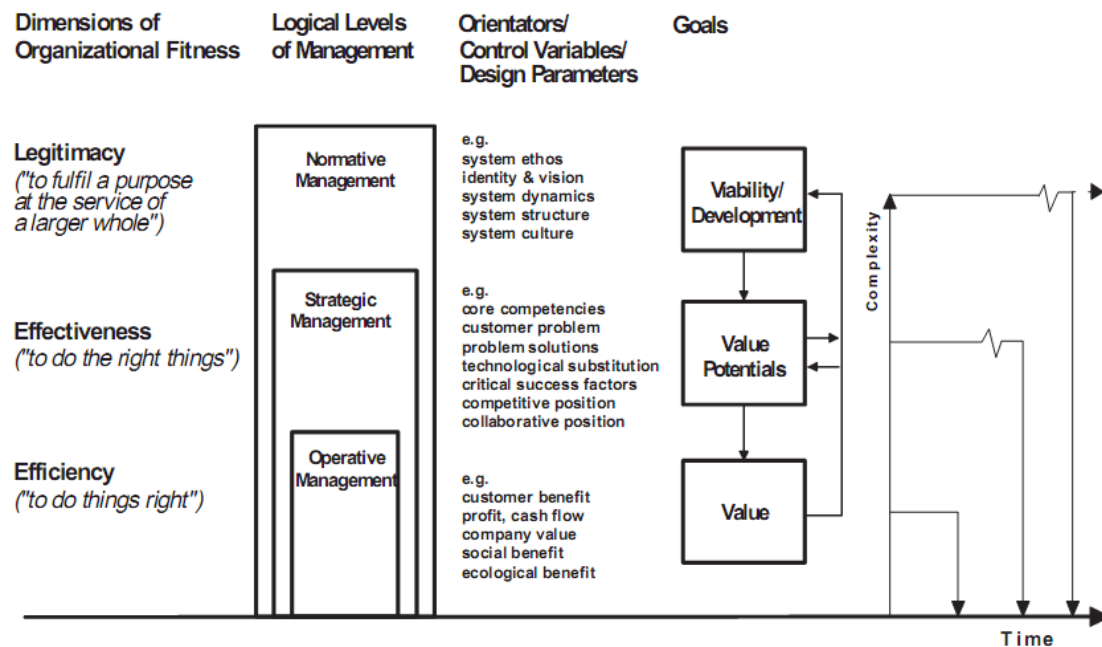 Dimensions of
Organizational Fitness
Logical Levels
of Management
Orientators/
Control Variables/
Design Parameters
Goals
Legitimacy
("to fulfil a purpose
at the service of
a larger whole")
Normative
Management
e.g.
system ethos
identity & vision
system dynamics
system structure
system culture
Viability/
Development
Complexity
Effectiveness
("to do the right things")
Strategic
Management
e.g.
core competencies
customer problem
problem solutions
technological substitution
critical success factors
competitive position
collaborative position
Value
Potentials
Efficiency
("to do things right")
Operative
Management
e.g.
customer benefit
profit, cash flow
company value
social benefit
ecological benefit
Value
Time